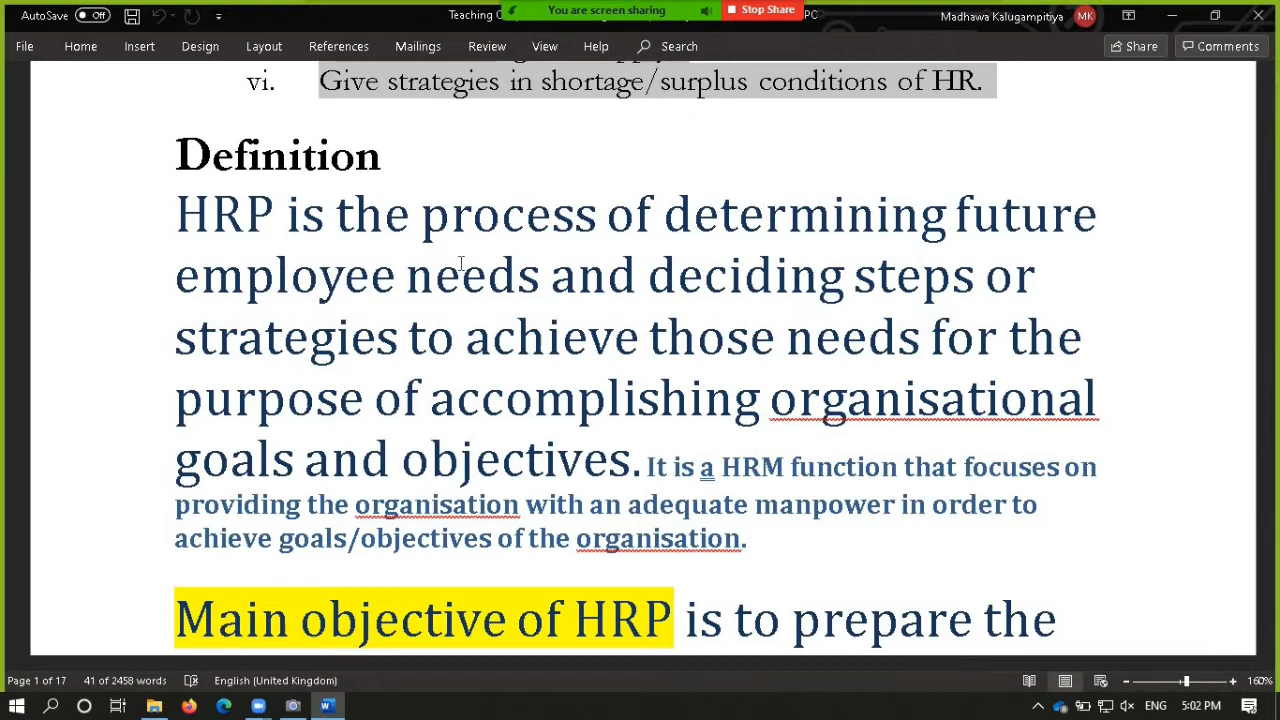 AutoSave Off
Teaching
You are screen sharing
Stop Share
PC
Madhawa Kalugampitiya MK
File Home Insert Design Layout References Mailings Review View Help Search Share Comments
vi. Give strategies in shortage/surplus conditions of HR.
Definition
HRP is the process of determining future
employee needs and deciding steps or
strategies to achieve those needs for the
purpose of accomplishing organisational
goals and objectives. It is a HRM function that focuses on
providing the organisation with an adequate manpower in order to
achieve goals/objectives of the organisation.
Main objective of HRP is to prepare the
Page 1 of 17 41 of 2458 words English (United Kingdom) 160%
ENG 5:02 PM